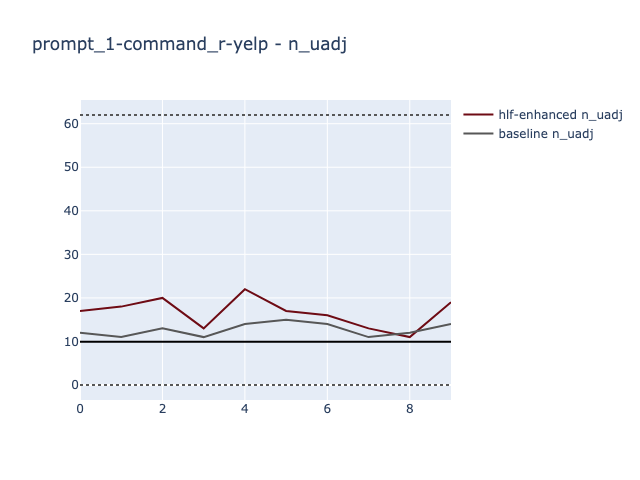 prompt_1-command_r-yelp - n_uadj
hlf-enhanced n_uadj
baseline n_uadj
60
50
40
30
20
10
0
0 2 4 6 8